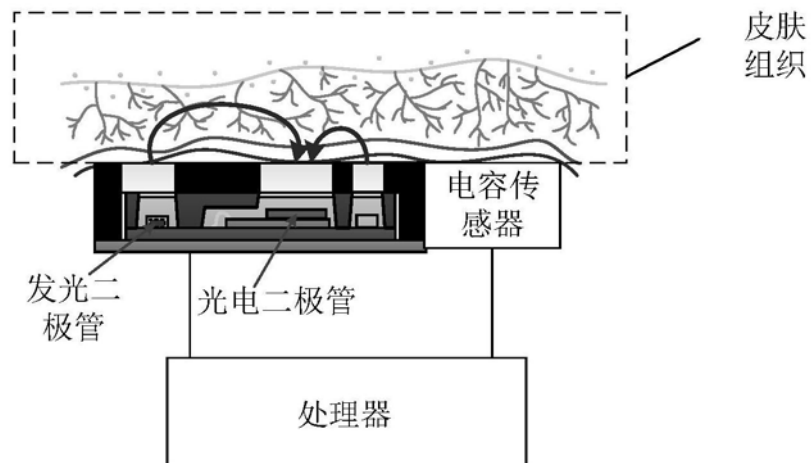 皮肤
组织
电容传
感器
发光二
极管
光电二极管
处理器